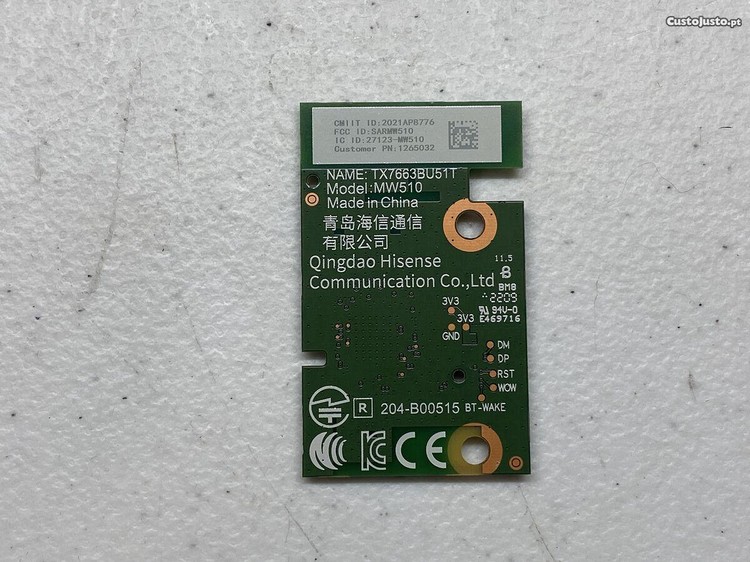 CustoJusto.pt
CMIIT ID:2021AP8776
FCC ID:SARMW510
IC ID:27123-MW510
Customer PN:1265032
NAME: TX7663BU51T
Model:MW510
Made in China
青岛海信通信
有限公司
Qingdao Hisense
Communication Co.,Ltd
11.5
8
BM8
2209
94V-0
E469716
3V3
3V3
GND
DM
DP
RST
WOW
R 204-B00515 BT-WAKE
CE